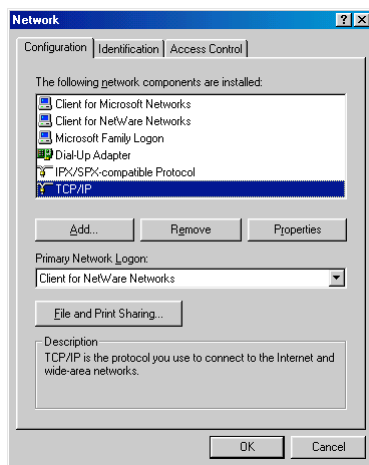 Network
Configuration Identification Access Control
The following network components are installed:
Client for Microsoft Networks
Client for NetWare Networks
Microsoft Family Logon
Dial-Up Adapter
IPX/SPX-compatible Protocol
TCP/IP
Add... Remove Properties
Primary Network Logon:
Client for NetWare Networks
File and Print Sharing...
Description
TCP/IP is the protocol you use to connect to the Internet and
wide-area networks.
OK Cancel